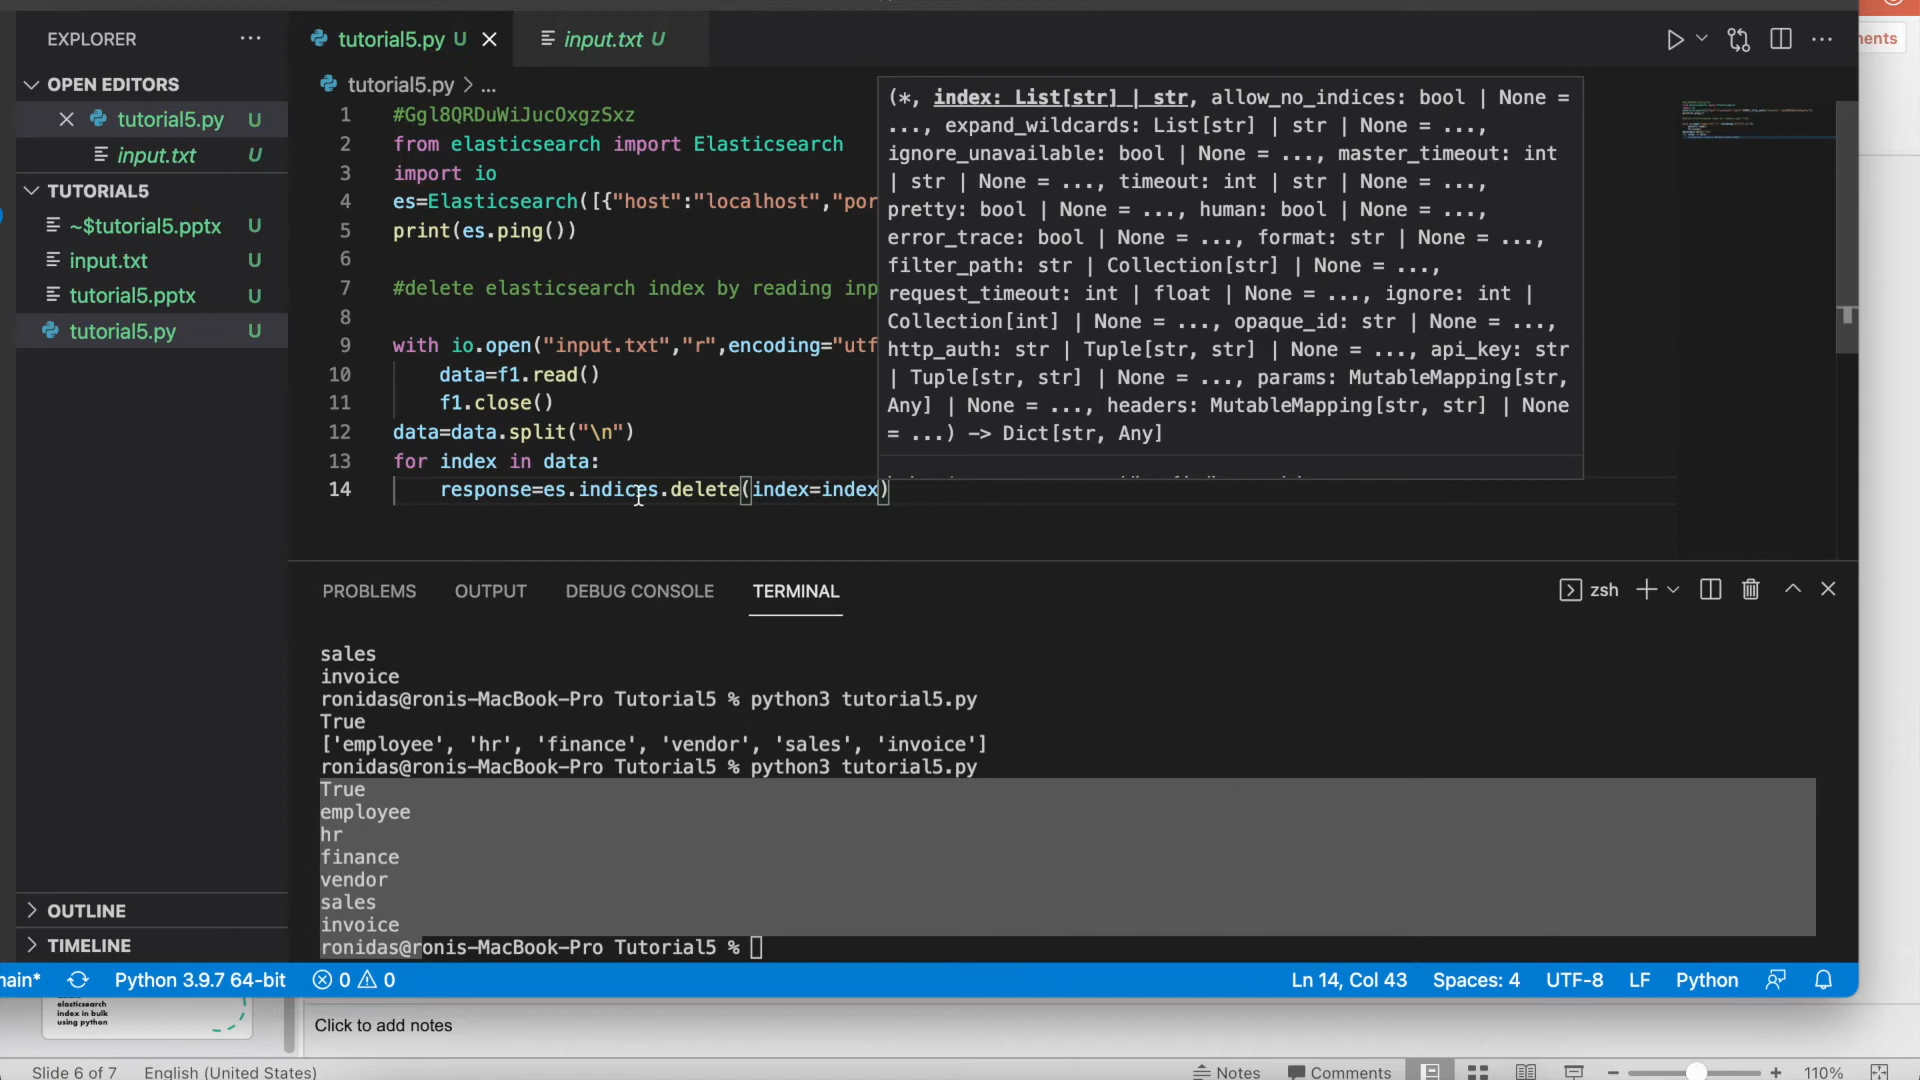 EXPLORER
OPEN EDITORS
tutorial5.py U
input.txt U
TUTORIAL5
~$tutorial5.pptx U
input.txt U
tutorial5.pptx U
tutorial5.py U
OUTLINE
TIMELINE
tutorial5.py U
input.txt U
ents
tutorial5.py > ...
1 #Ggl8QRDuWiJucOxgzSxz
2 from elasticsearch import Elasticsearch
3 import io
4 es=Elasticsearch([{"host":"localhost","por
5 print(es.ping())
6
7 #delete elasticsearch index by reading inp
8
9 with io.open("input.txt","r",encoding="utf
10 data=f1.read()
11 f1.close()
12 data=data.split("\n")
13 for index in data:
14 response=es.indices.delete(index=index)
(*, index: List[str] | str, allow_no_indices: bool | None =
..., expand_wildcards: List[str] | str | None = ...,
ignore_unavailable: bool | None = ..., master_timeout: int
| str | None = ..., timeout: int | str | None = ...,
pretty: bool | None = ..., human: bool | None = ...,
error_trace: bool | None = ..., format: str | None = ...,
filter_path: str | Collection[str] | None = ...,
request_timeout: int | float | None = ..., ignore: int |
Collection[int] | None = ..., opaque_id: str | None = ...,
http_auth: str | Tuple[str, str] | None = ..., api_key: str
| Tuple[str, str] | None = ..., params: MutableMapping[str,
Any] | None = ..., headers: MutableMapping[str, str] | None
= ...) -> Dict[str, Any]
PROBLEMS OUTPUT DEBUG CONSOLE TERMINAL
zsh
sales
invoice
ronidas@ronis-MacBook-Pro Tutorial5 % python3 tutorial5.py
True
['employee', 'hr', 'finance', 'vendor', 'sales', 'invoice']
ronidas@ronis-MacBook-Pro Tutorial5 % python3 tutorial5.py
True
employee
hr
finance
vendor
sales
invoice
ronidas@ronis-MacBook-Pro Tutorial5 %
nain* Python 3.9.7 64-bit 0 0 Ln 14, Col 43 Spaces: 4 UTF-8 LF Python
elasticsearch
index in bulk
using python
Click to add notes
Slide 6 of 7 English (United States) Notes Comments 110%